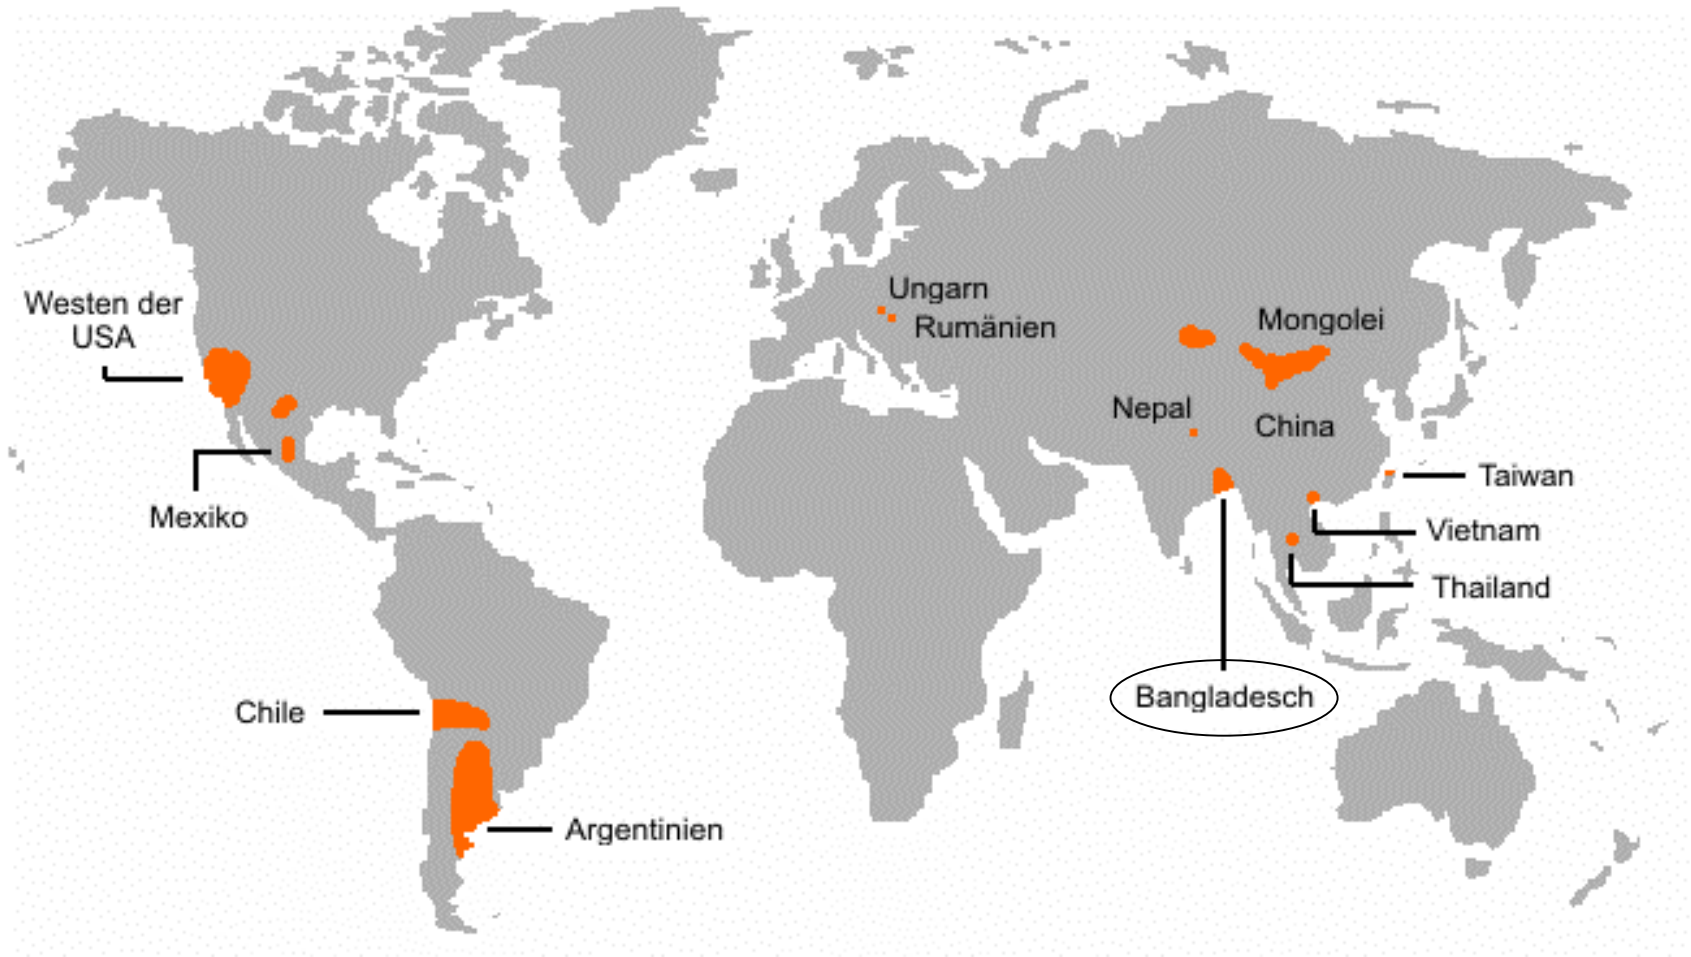 Ungarn
Rumänien
Westen der
USA
Mongolei
Nepal
China
Taiwan
Mexiko
Vietnam
Thailand
Bangladesch
Chile
Argentinien